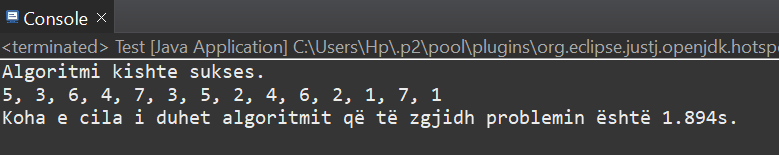 Console
<terminated> Test [Java Application] C:\Users\Hp\.p2\pool\plugins\org.eclipse.justj.openjdk.hotsp
Algoritmi kishte sukses.
5, 3, 6, 4, 7, 3, 5, 2, 4, 6, 2, 1, 7, 1
Koha e cila i duhet algoritmit që të zgjidh problemin është 1.894s.